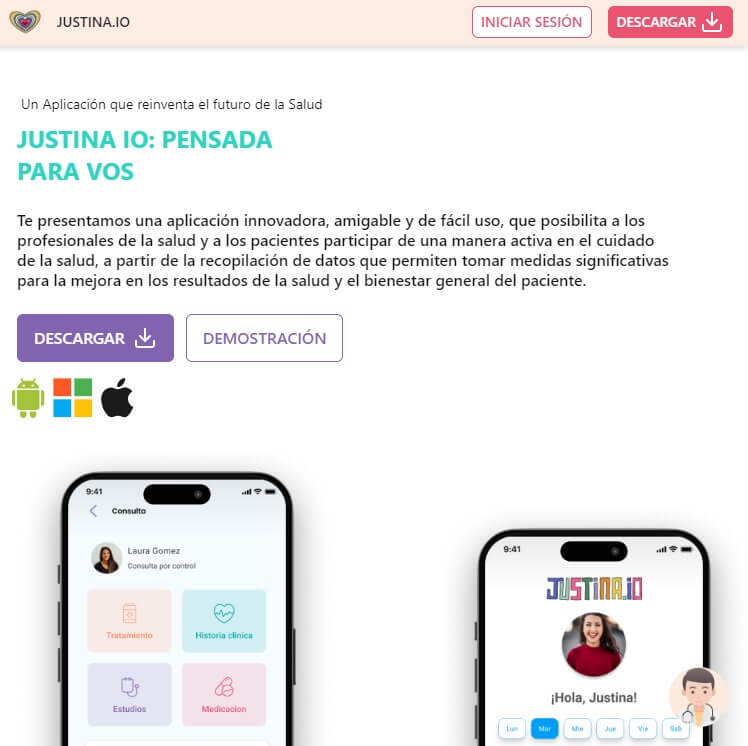 JUSTINA.IO
INICIAR SESIÓN
DESCARGAR
Un Aplicación que reinventa el futuro de la Salud
JUSTINA IO: PENSADA
PARA VOS
Te presentamos una aplicación innovadora, amigable y de fácil uso, que posibilita a los
profesionales de la salud y a los pacientes participar de una manera activa en el cuidado
de la salud, a partir de la recopilación de datos que permiten tomar medidas significativas
para la mejora en los resultados de la salud y el bienestar general del paciente.
DESCARGAR
DEMOSTRACIÓN
9:41
Consulta
Laura Gomez
Consulta por control
Tratamiento
Historia clinica
Estudios
Medicacion
9:41
JUSTINA.IO
¡Hola, Justina!
Lun
Mar
Mie
Jue
Vie
Sab